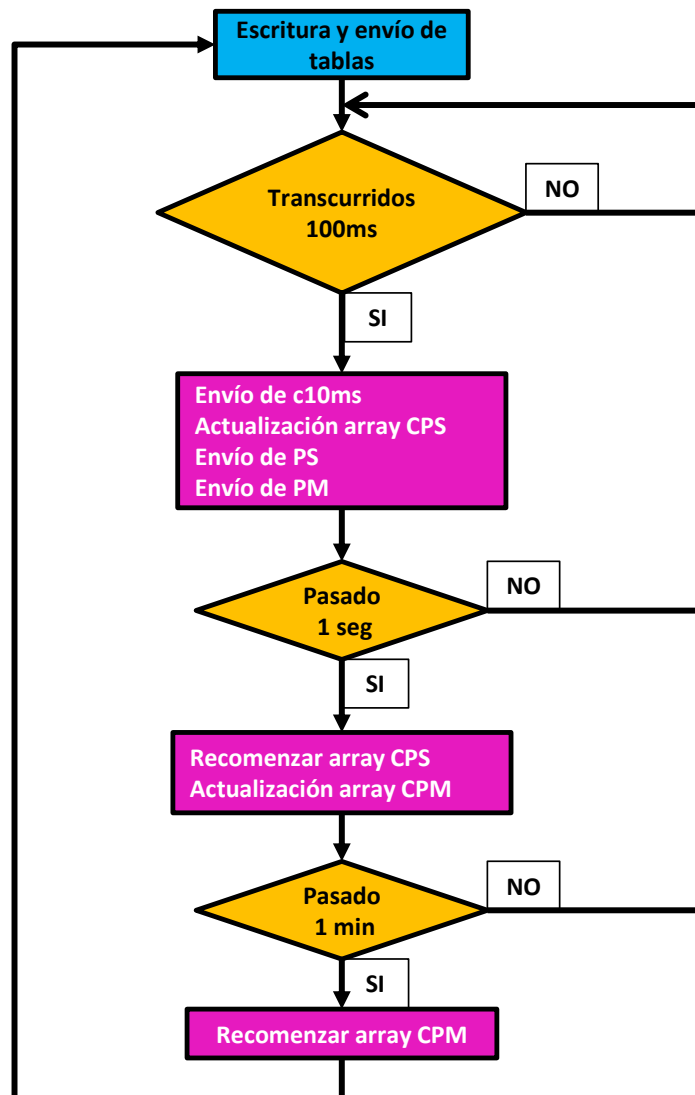 Escritura y envío de
tablas
Transcurridos
100ms
NO
SI
Envío de c10ms
Actualización array CPS
Envío de PS
Envío de PM
Pasado
1 seg
NO
SI
Recomenzar array CPS
Actualización array CPM
Pasado
1 min
NO
SI
Recomenzar array CPM